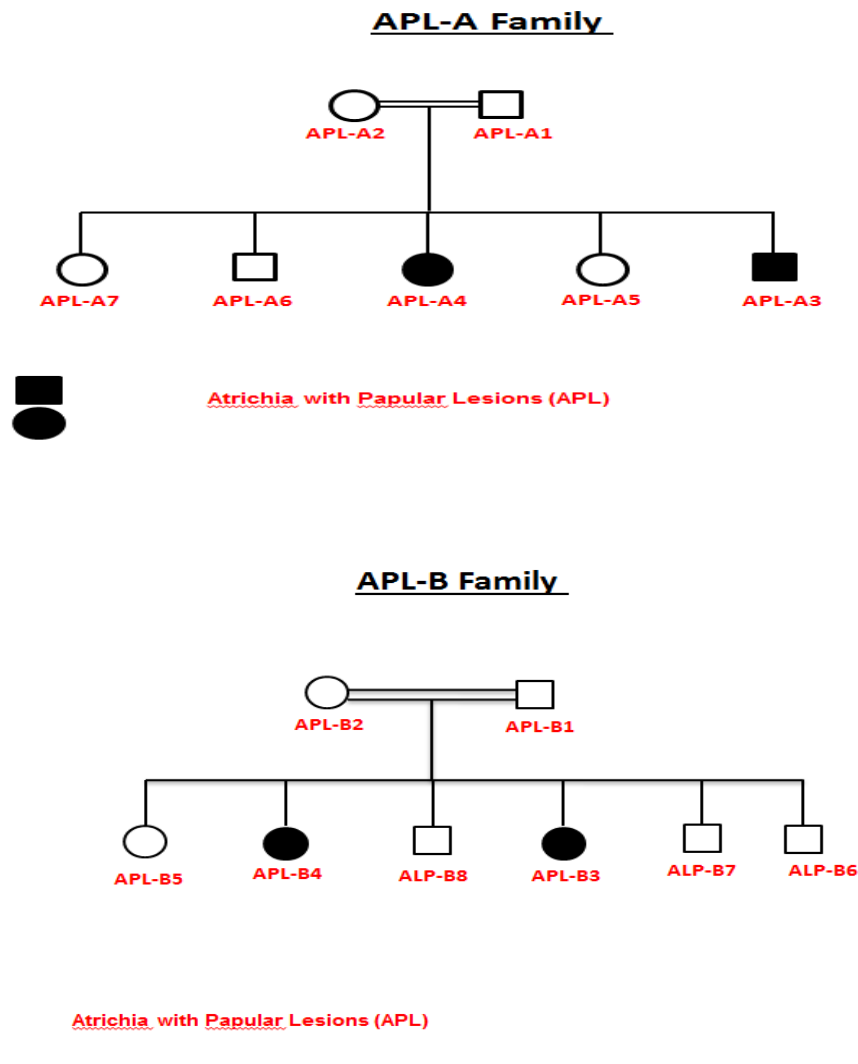 APL-A Family
APL-A2 APL-A1
APL-A7 APL-A6 APL-A4 APL-A5 APL-A3
Atrichia with Papular Lesions (APL)
APL-B Family
APL-B2 APL-B1
APL-B5 APL-B4 ALP-B8 APL-B3 ALP-B7 ALP-B6
Atrichia with Papular Lesions (APL)